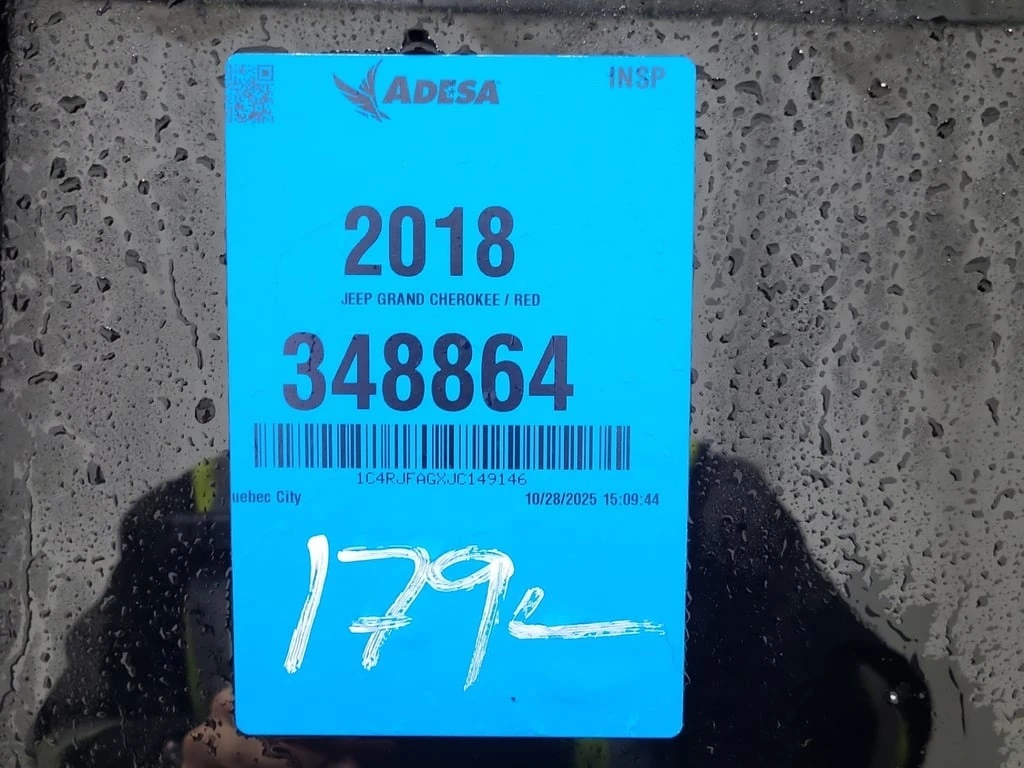 ADESA
INSP
2018
JEEP GRAND CHEROKEE / RED
348864
1C4RJFAGXJC149146
uebec City
10/28/2025 15:09:44
179